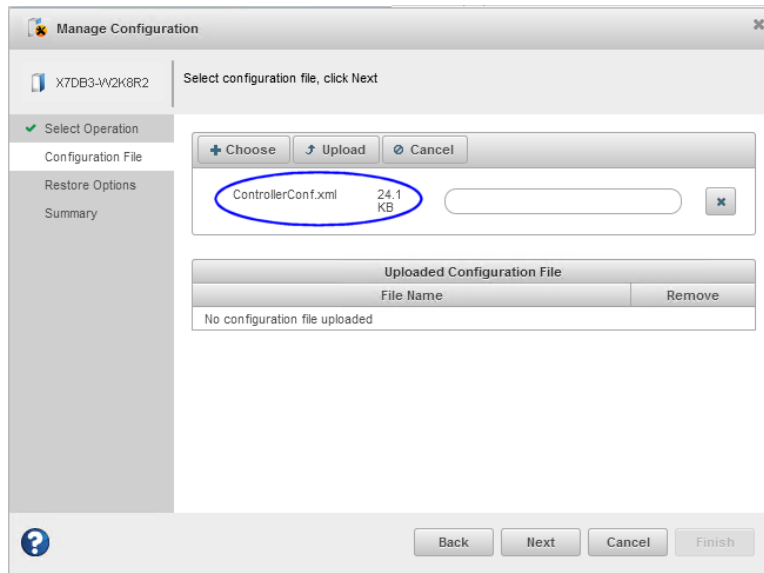 Manage Configuration
X7DB3-W2K8R2
Select configuration file, click Next
Select Operation
Configuration File
Restore Options
Summary
Choose Upload Cancel
ControllerConf.xml 24.1
KB
Uploaded Configuration File
File Name Remove
No configuration file uploaded
? Back Next Cancel Finish